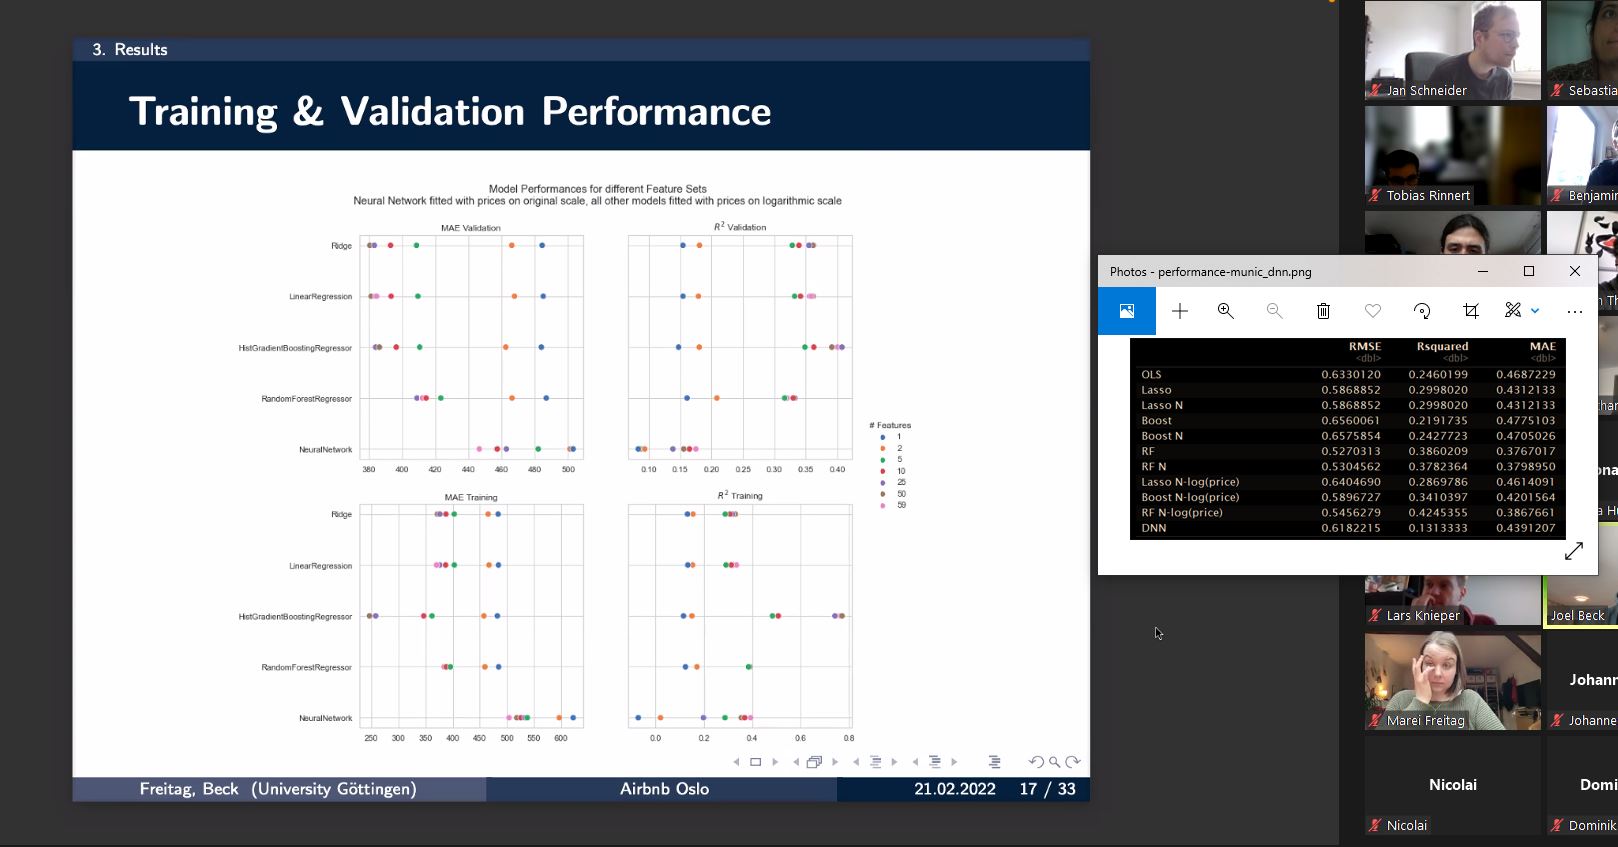 3. Results
Training & Validation Performance
Model Performances for different Feature Sets
Neural Network fitted with prices on original scale, all other models fitted with prices on logarithmic scale
MAE Validation
R² Validation
Ridge
LinearRegression
HistGradientBoostingRegressor
RandomForestRegressor
NeuralNetwork
380 400 420 440 460 480 500
0.10 0.15 0.20 0.25 0.30 0.35 0.40
# Features
1
2
5
10
25
50
59
MAE Training
R² Training
Ridge
LinearRegression
HistGradientBoostingRegressor
RandomForestRegressor
NeuralNetwork
250 300 350 400 450 500 550 600
0.0 0.2 0.4 0.6 0.8
Freitag, Beck (University Göttingen) Airbnb Oslo 21.02.2022 17 / 33
Photos - performance-munic_dnn.png
RMSE Rsquared MAE
<dbl> <dbl> <dbl>
OLS 0.6330120 0.2460199 0.4687229
Lasso 0.5868852 0.2998020 0.4312133
Lasso N 0.5868852 0.2998020 0.4312133
Boost 0.6560061 0.2191735 0.4775103
Boost N 0.6575854 0.2427723 0.4705026
RF 0.5270313 0.3860209 0.3767017
RF N 0.5304562 0.3782364 0.3798950
Lasso N-log(price) 0.6404690 0.2869786 0.4614091
Boost N-log(price) 0.5896727 0.3410397 0.4201564
RF N-log(price) 0.5456279 0.4245355 0.3867661
DNN 0.6182215 0.1313333 0.4391207
Jan Schneider
Sebastia
Tobias Rinnert
Benjamin
Lars Knieper
Joel Beck
Marei Freitag
Johann
Johanne
Nicolai
Nicolai
Domi
Dominik